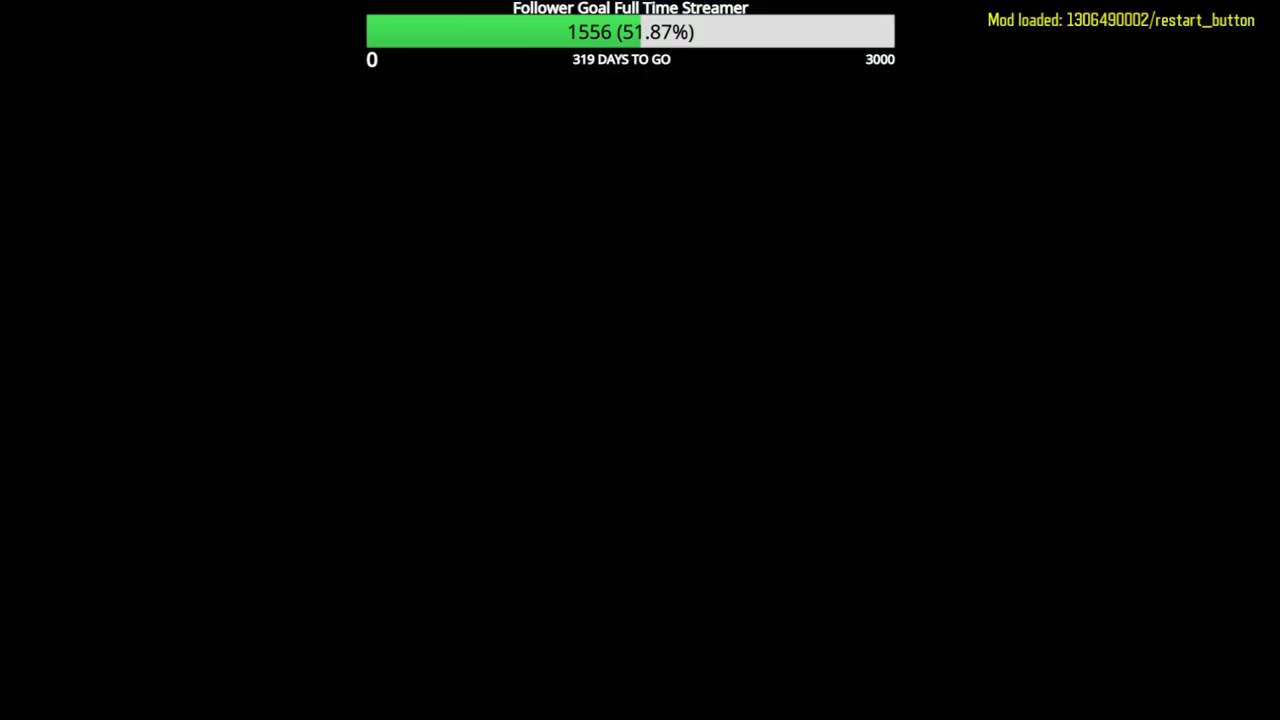 Follower Goal Full Time Streamer
1556 (51.87%)
0
319 DAYS TO GO
3000
Mod loaded: 1306490002/restart_button